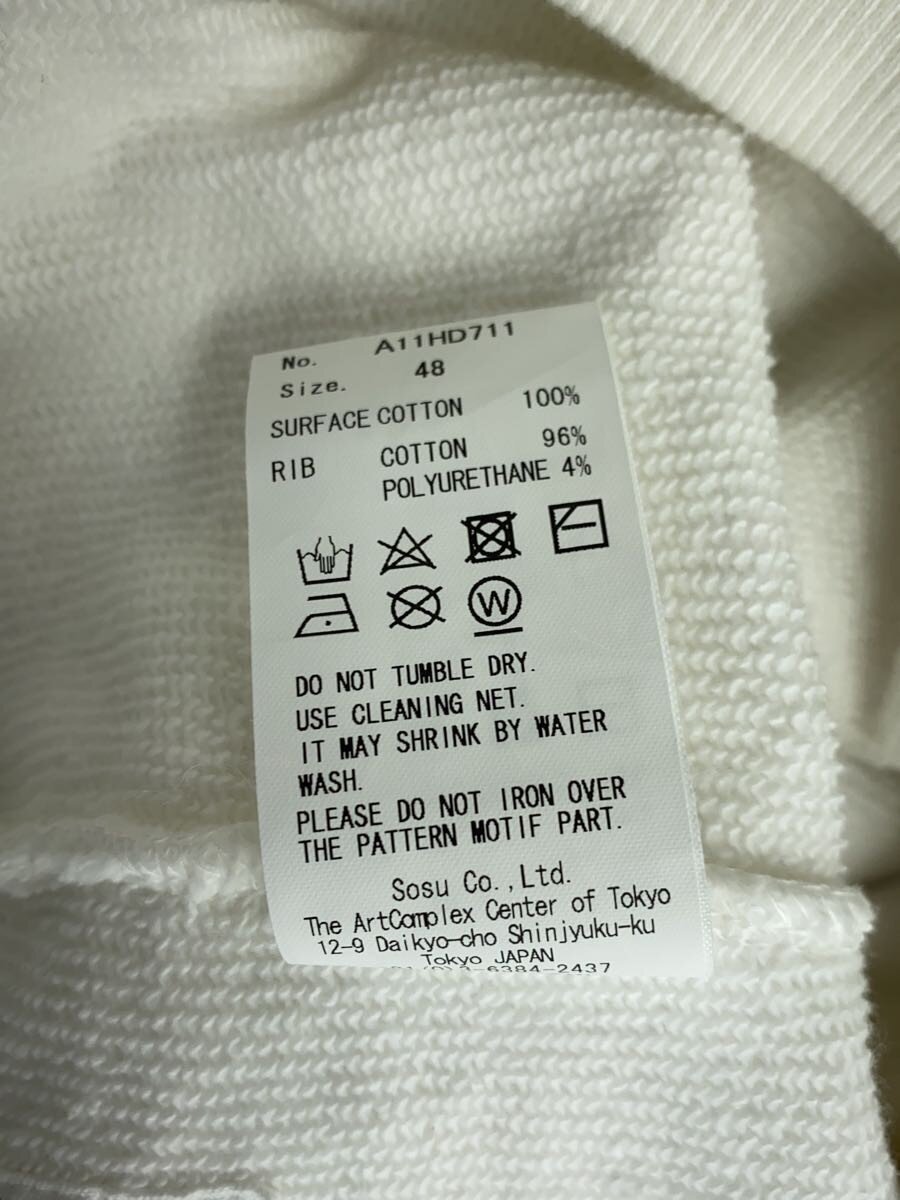 No. A11HD711
Size. 48
SURFACE COTTON 100%
RIB COTTON 96%
POLYURETHANE 4%
W
DO NOT TUMBLE DRY.
USE CLEANING NET.
IT MAY SHRINK BY WATER
WASH.
PLEASE DO NOT IRON OVER
THE PATTERN MOTIF PART.
Sosu Co.,Ltd.
The ArtComplex Center of Tokyo
12-9 Daikyo-cho Shinjyuku-ku
Tokyo JAPAN
6384-2437